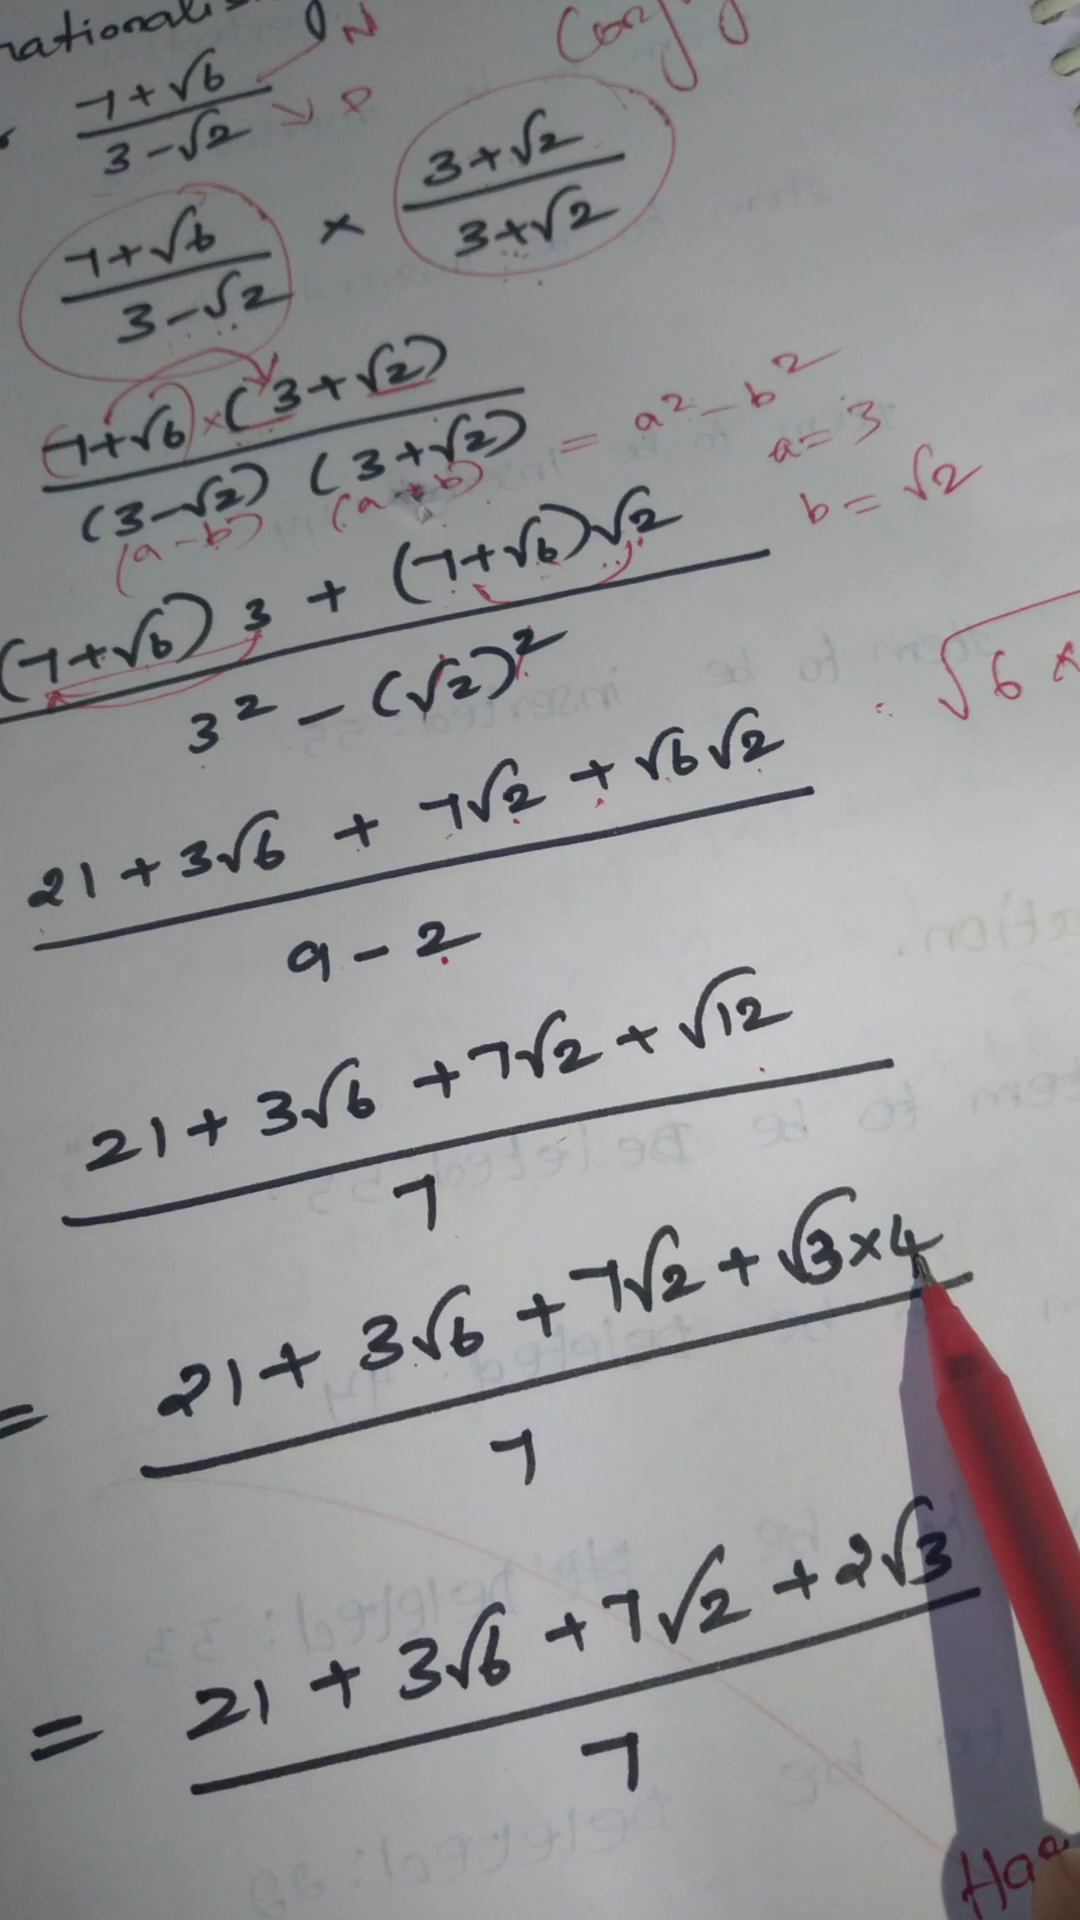 rationalis
7+√6 / 3-√2 N D
7+√6 / 3-√2 × 3+√2 / 3+√2
(7+√6)×(3+√2) / (3-√2) (3+√2) = a²-b²
(a-b) (a+b)
a=3
b=√2
(7+√6) 3 + (7+√6)√2 / 3² - (√2)²
√6 ×
21 + 3√6 + 7√2 + √6√2 / 9-2
21 + 3√6 + 7√2 + √12 / 7
= 21 + 3√6 + 7√2 + √3×4 / 7
= 21 + 3√6 + 7√2 + 2√3 / 7